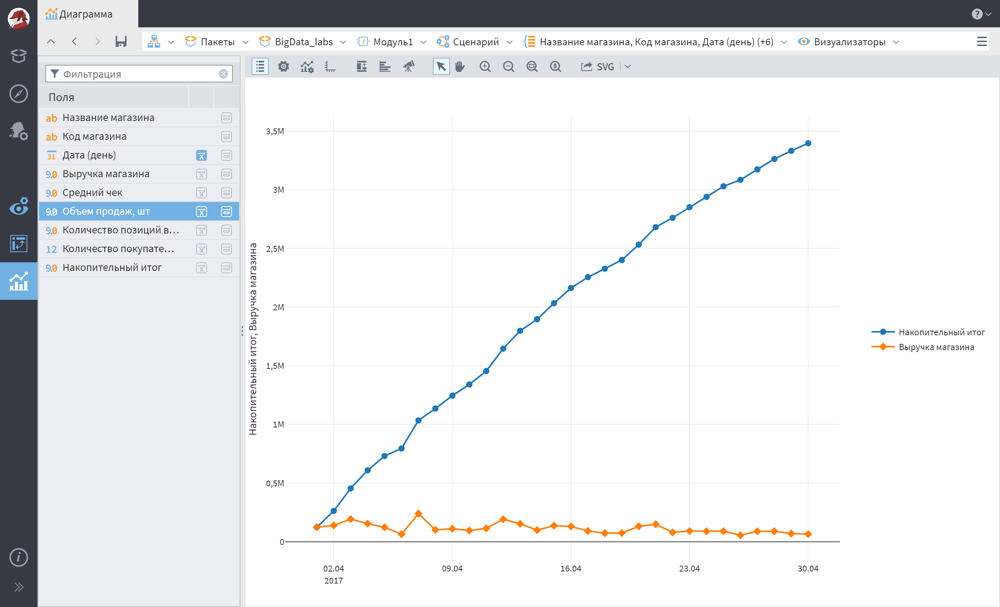 Диаграмма
?
Пакеты
BigData_labs
Модуль1
Сценарий
Название магазина, Код магазина, Дата (день) (+6)
Визуализаторы
Фильтрация
SVG
Поля
ab Название магазина
ab Код магазина
31 Дата (день)
9.0 Выручка магазина
9.0 Средний чек
9.0 Объем продаж, шт
9.0 Количество позиций в...
12 Количество покупате...
9.0 Накопительный итог
Накопительный итог, Выручка магазина
3,5M
3M
2,5M
2M
1,5M
1M
0,5M
0
02.04
2017
09.04
16.04
23.04
30.04
Накопительный итог
Выручка магазина